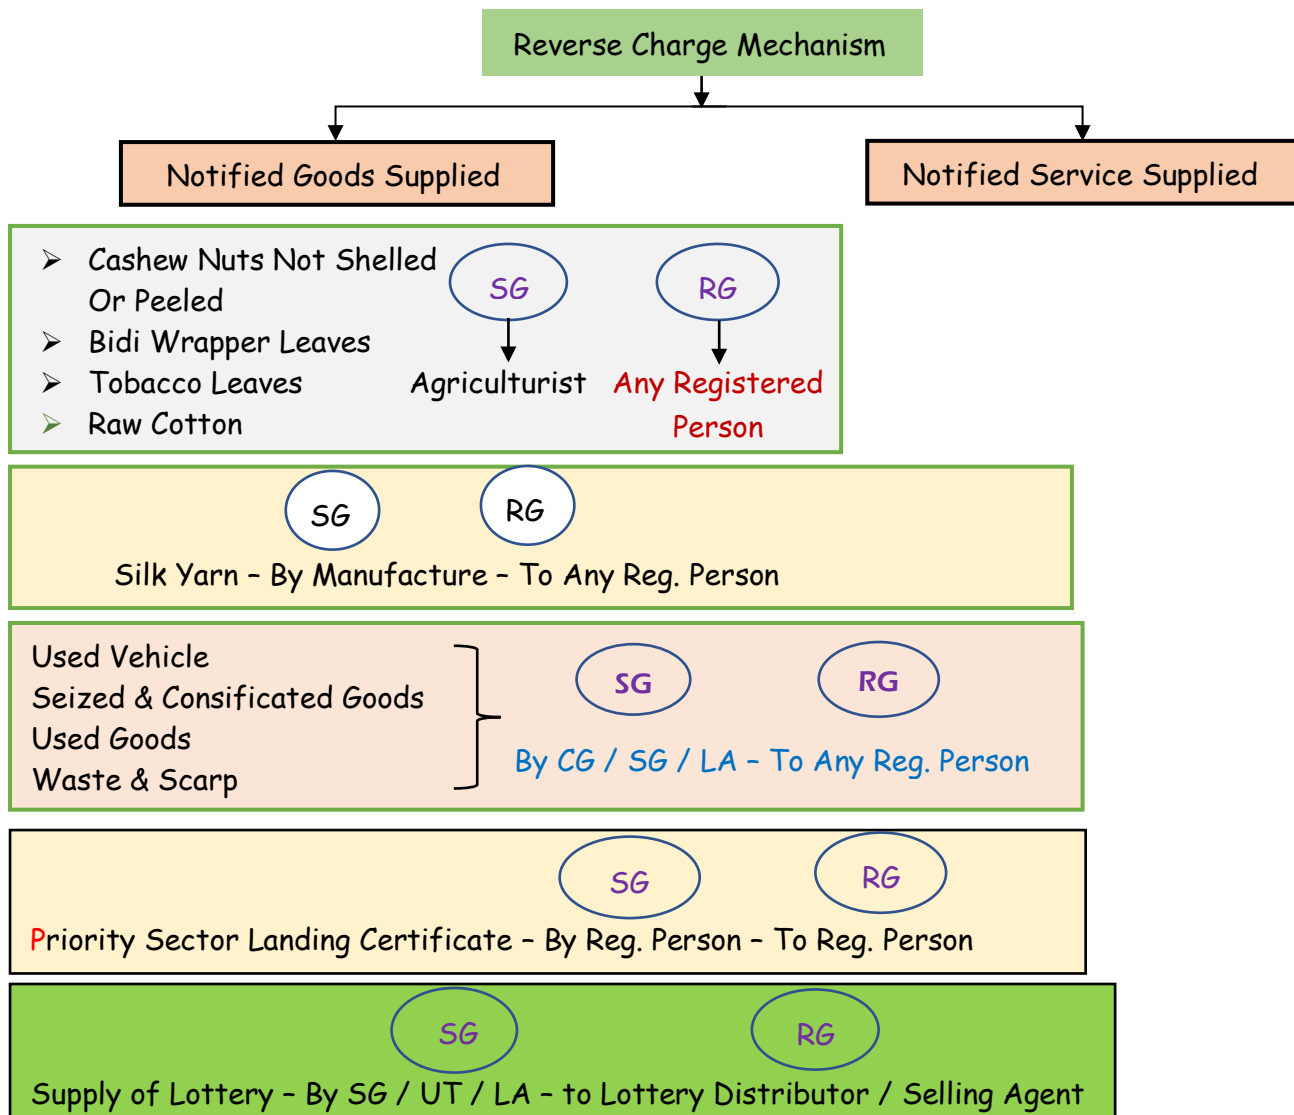 Reverse Charge Mechanism
Notified Goods Supplied
Notified Service Supplied
➢ Cashew Nuts Not Shelled
Or Peeled
➢ Bidi Wrapper Leaves
➢ Tobacco Leaves
➢ Raw Cotton
SG
RG
Agriculturist
Any Registered
Person
SG
RG
Silk Yarn – By Manufacture – To Any Reg. Person
Used Vehicle
Seized & Consificated Goods
Used Goods
Waste & Scarp
SG
RG
By CG / SG / LA – To Any Reg. Person
SG
RG
Priority Sector Landing Certificate – By Reg. Person – To Reg. Person
SG
RG
Supply of Lottery – By SG / UT / LA – to Lottery Distributor / Selling Agent